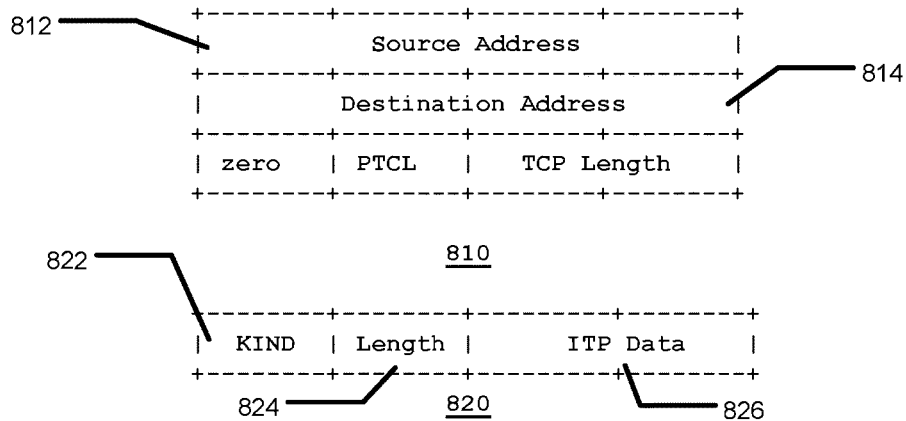 812
Source Address
814
Destination Address
zero PTCL TCP Length
810
822
KIND Length ITP Data
824 820 826